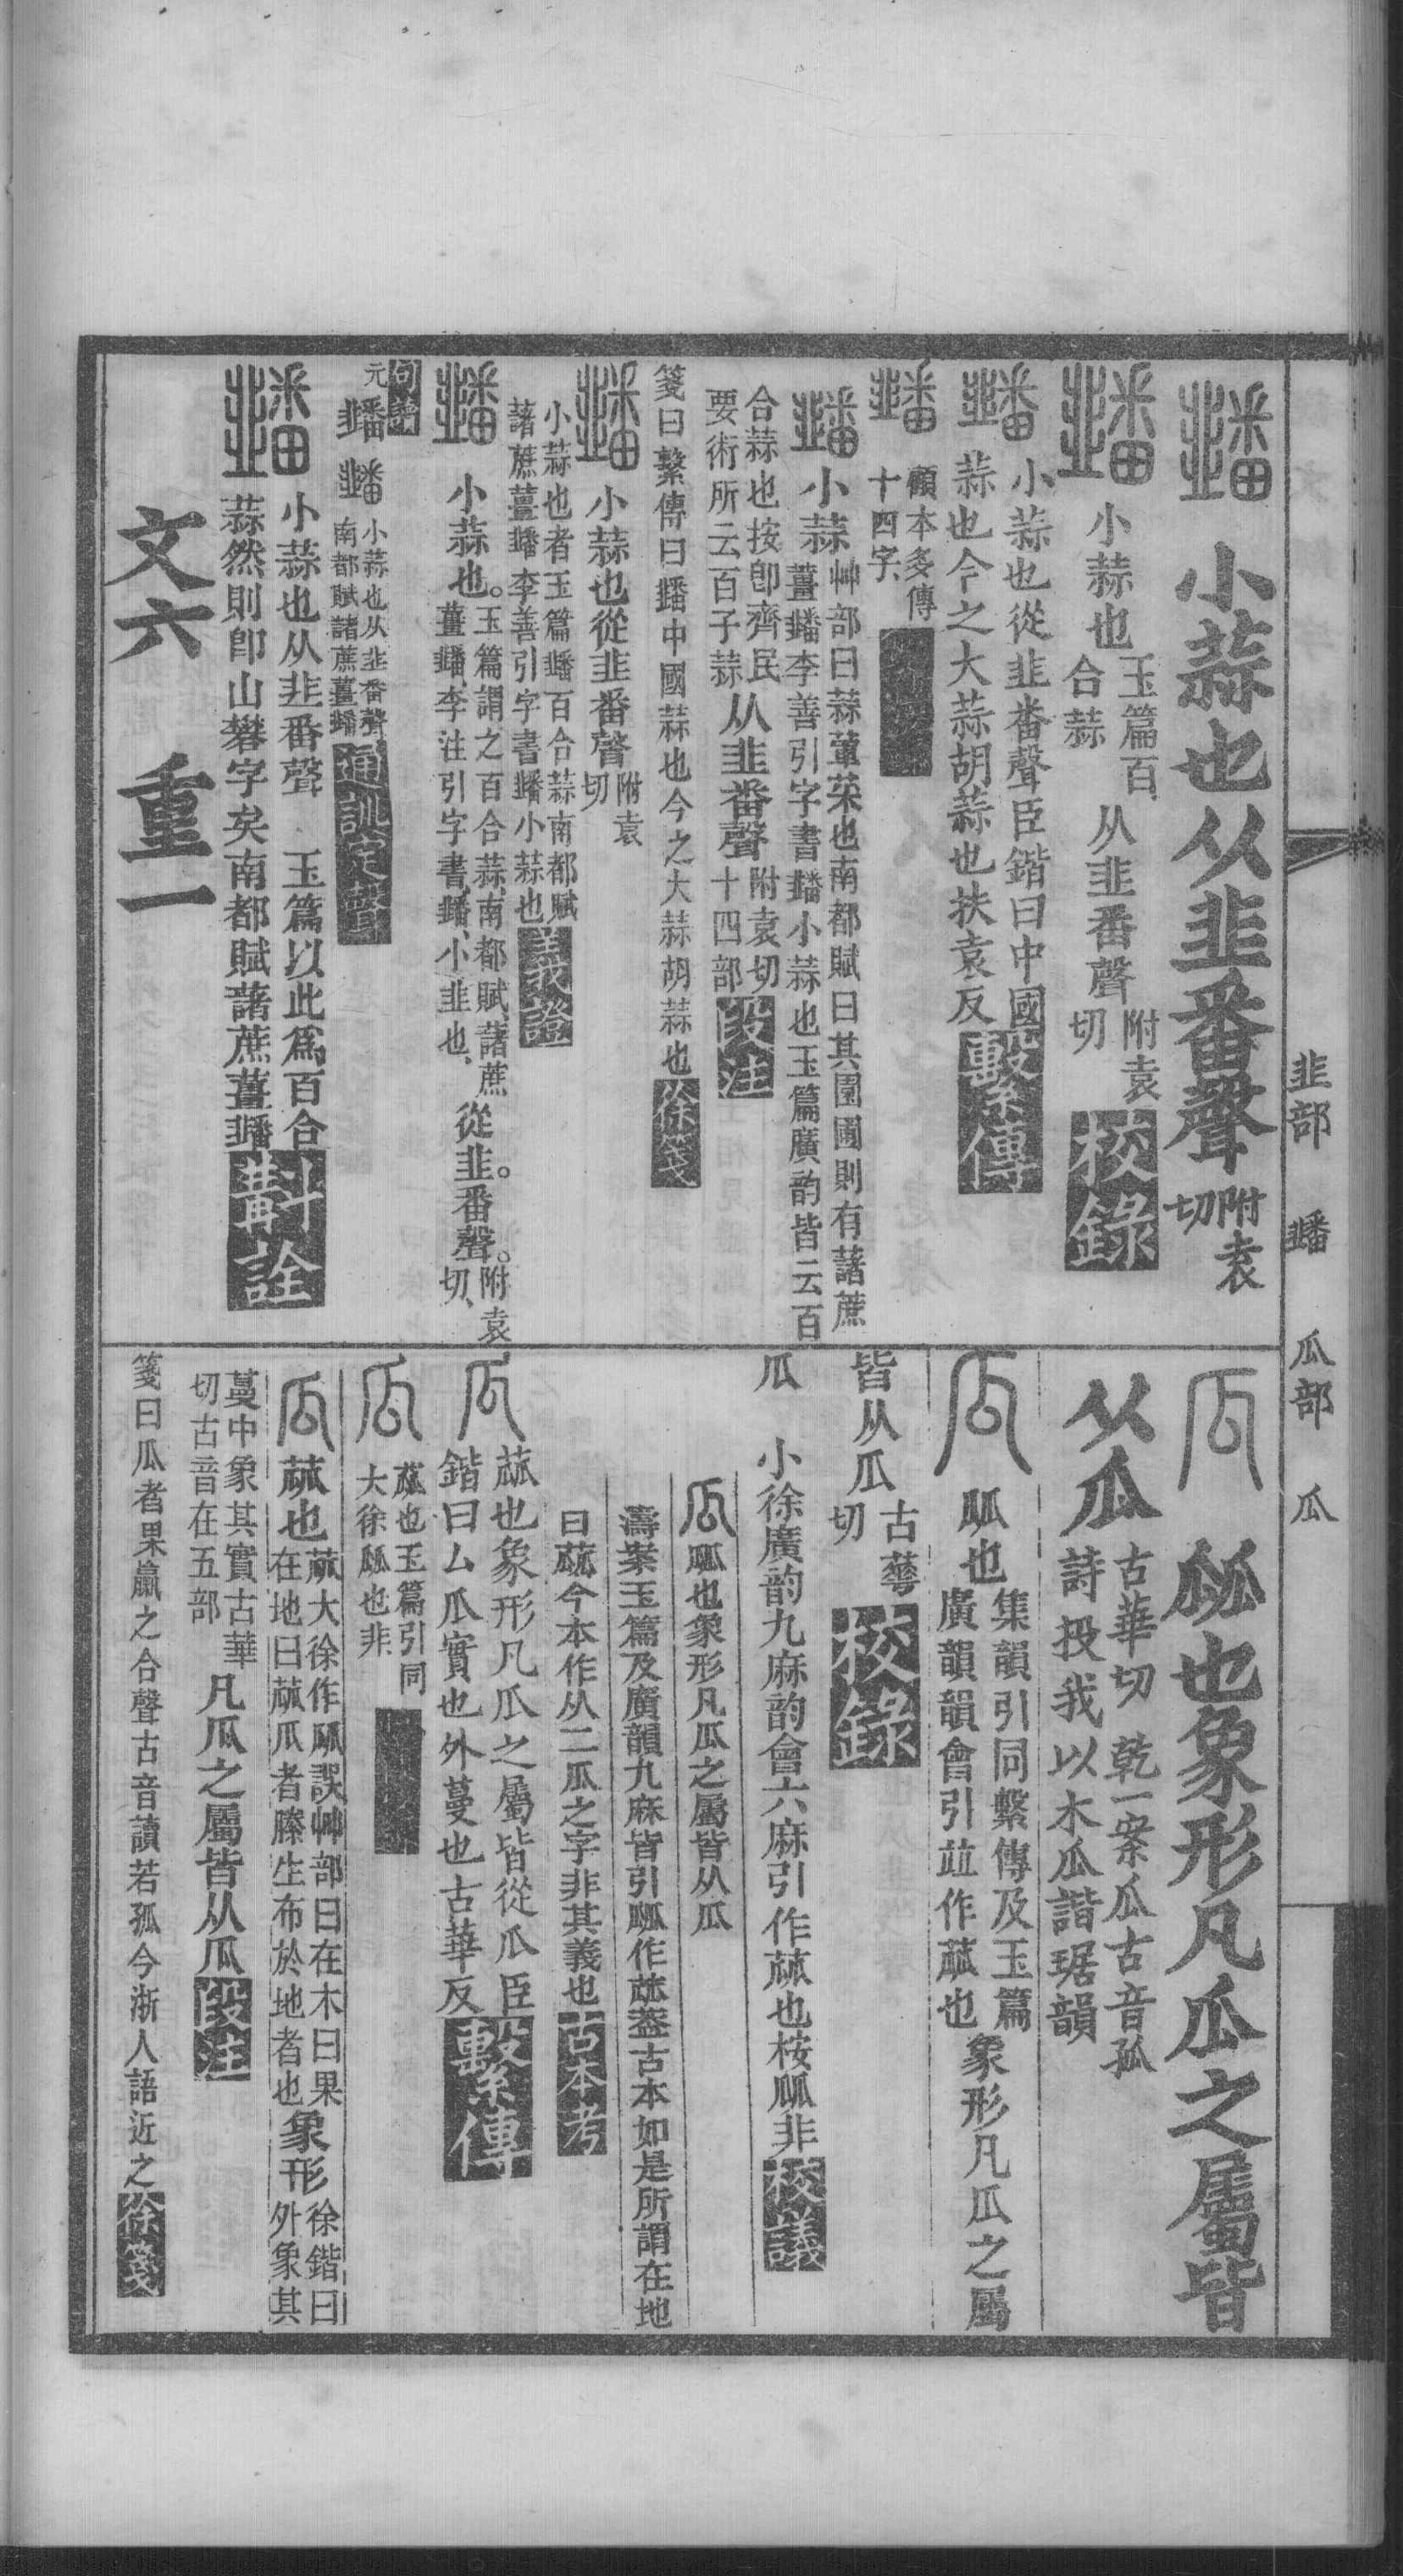 韭部 䪤 瓜部 瓜
䪤 小蒜也从韭番聲附袁切
䪤 小蒜也玉篇百合蒜从韭番聲附袁切校錄
䪤 小蒜也從韭番聲臣鍇曰中國
蒜也今之大蒜胡蒜也扶袁反繫傳
䪤 顧本多傳十四字
䪤 小蒜艸部曰蒜葷菜也南都賦曰其園圃則有藷蔗
薑䪤李善引字書䪤小蒜也玉篇廣韵皆云百
合蒜也按卽齊民要術所云百子蒜从韭番聲附袁切十四部段注
箋曰繫傳曰䪤中國蒜也今之大蒜胡蒜也徐箋
䪤 小蒜也從韭番聲附袁切
小蒜也者玉篇䪤百合蒜南都賦
藷蔗薑䪤李善引字書䪤小蒜也義證
䪤 小蒜也。玉篇謂之百合蒜、南都賦藷蔗
薑䪤、李注引字書、䪤、小韭也、從韭。番聲。附袁切、
句讀
元䪤 䪤 小蒜也从韭番聲
南都賦諸蔗薑䪤通訓定聲
䪤 小蒜也从韭番聲 玉篇以此爲百合
蒜然則卽山礬字矣南都賦藷蔗薑䪤斠詮
文六 重一
瓜 㼌也象形凡瓜之屬皆
从瓜 古華切 乾一案瓜古音孤
詩投我以木瓜諧琚韻
瓜 㼌也集韻引同繫傳及玉篇
廣韻韻會引竝作蓏也象形凡瓜之屬
皆从瓜古華切校錄
瓜 小徐廣韵九麻韵會六麻引作蓏也桉㼌非校議
瓜 㼌也象形凡瓜之屬皆从瓜
濤案玉篇及廣韻九麻皆引㼌作蓏葢古本如是所謂在地
曰蓏今本作从二瓜之字非其義也古本考
瓜 蓏也象形凡瓜之屬皆從瓜臣
鍇曰厶瓜實也外蔓也古華反繫傳
瓜 蓏也玉篇引同
大徐㼌也非
瓜 蓏也蓏大徐作㼌誤艸部曰在木曰果
在地曰蓏瓜者縢生布於地者也象形徐鍇曰外象其
蔓中象其實古華切古音在五部凡瓜之屬皆从瓜段注
箋曰瓜者果蠃之合聲古音讀若孤今浙人語近之徐箋